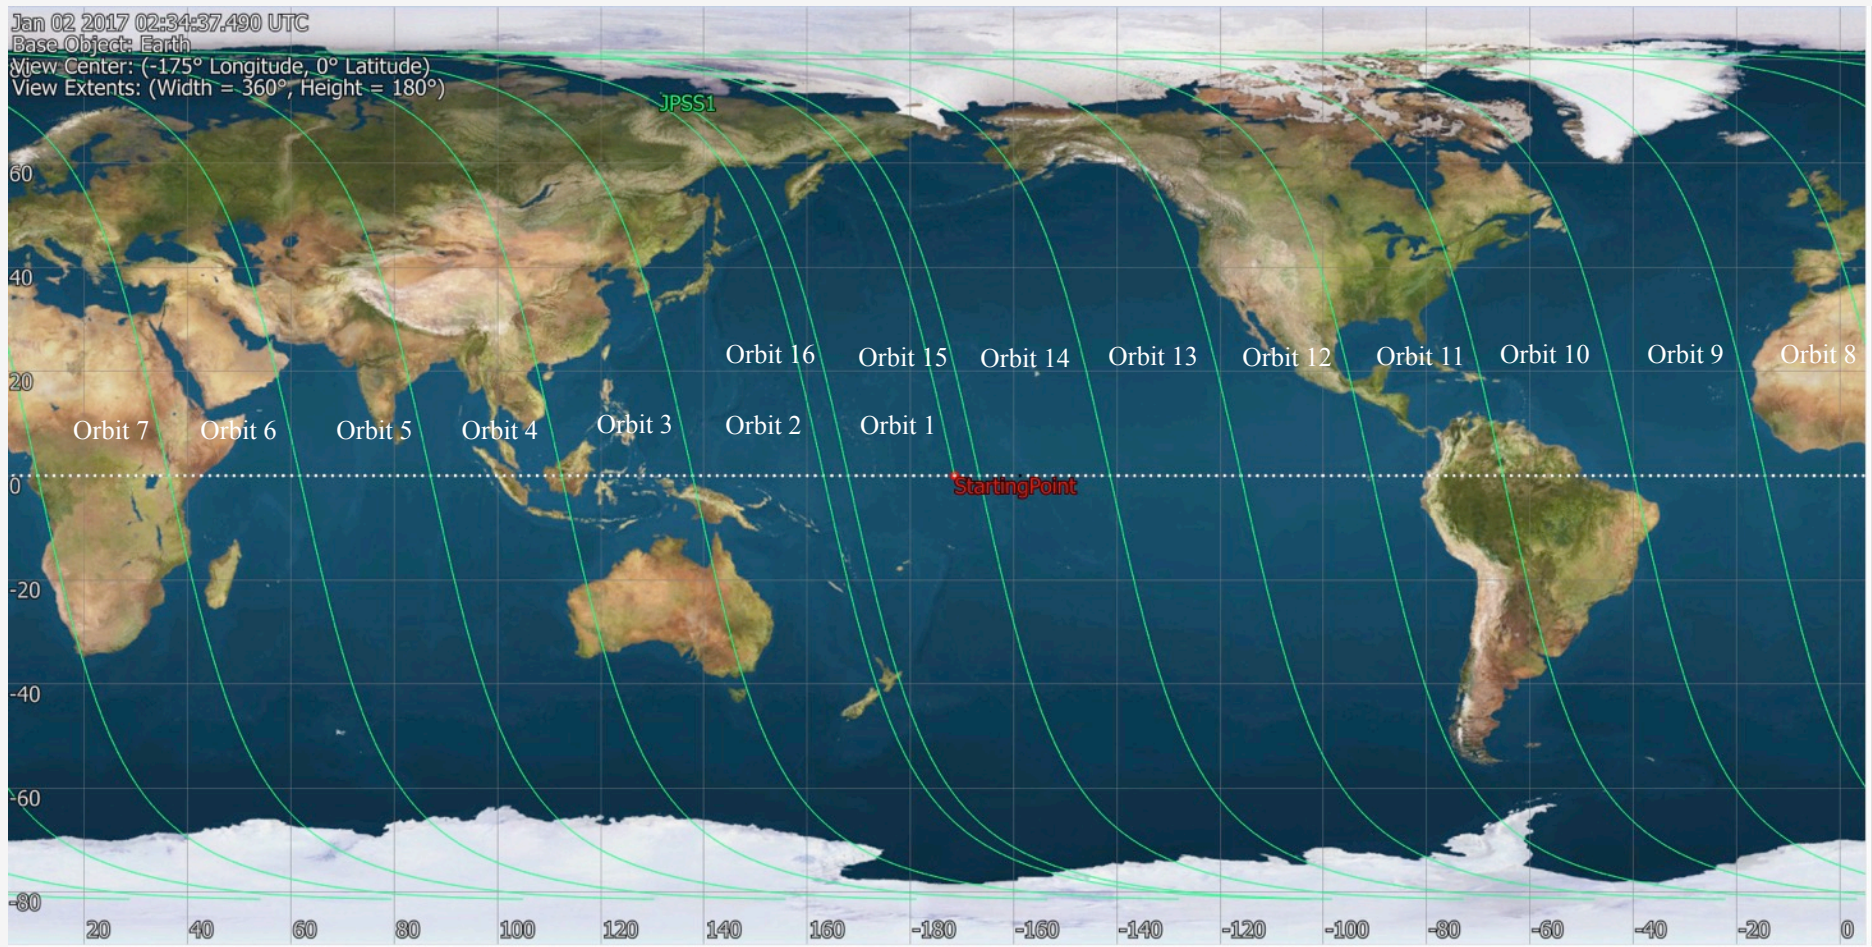 Jan 02 2017 02:34:37.490 UTC
Base Object: Earth
View Center: (-175° Longitude, 0° Latitude)
80
View Extents: (Width = 360°, Height = 180°)
JPSS1
60
40
Orbit 16 Orbit 15 Orbit 14 Orbit 13 Orbit 12 Orbit 11 Orbit 10 Orbit 9 Orbit 8
20
Orbit 7 Orbit 6 Orbit 5 Orbit 4 Orbit 3 Orbit 2 Orbit 1
0
StartingPoint
-20
-40
-60
-80
20 40 60 80 100 120 140 160 -180 -160 -140 -120 -100 -80 -60 -40 -20 0